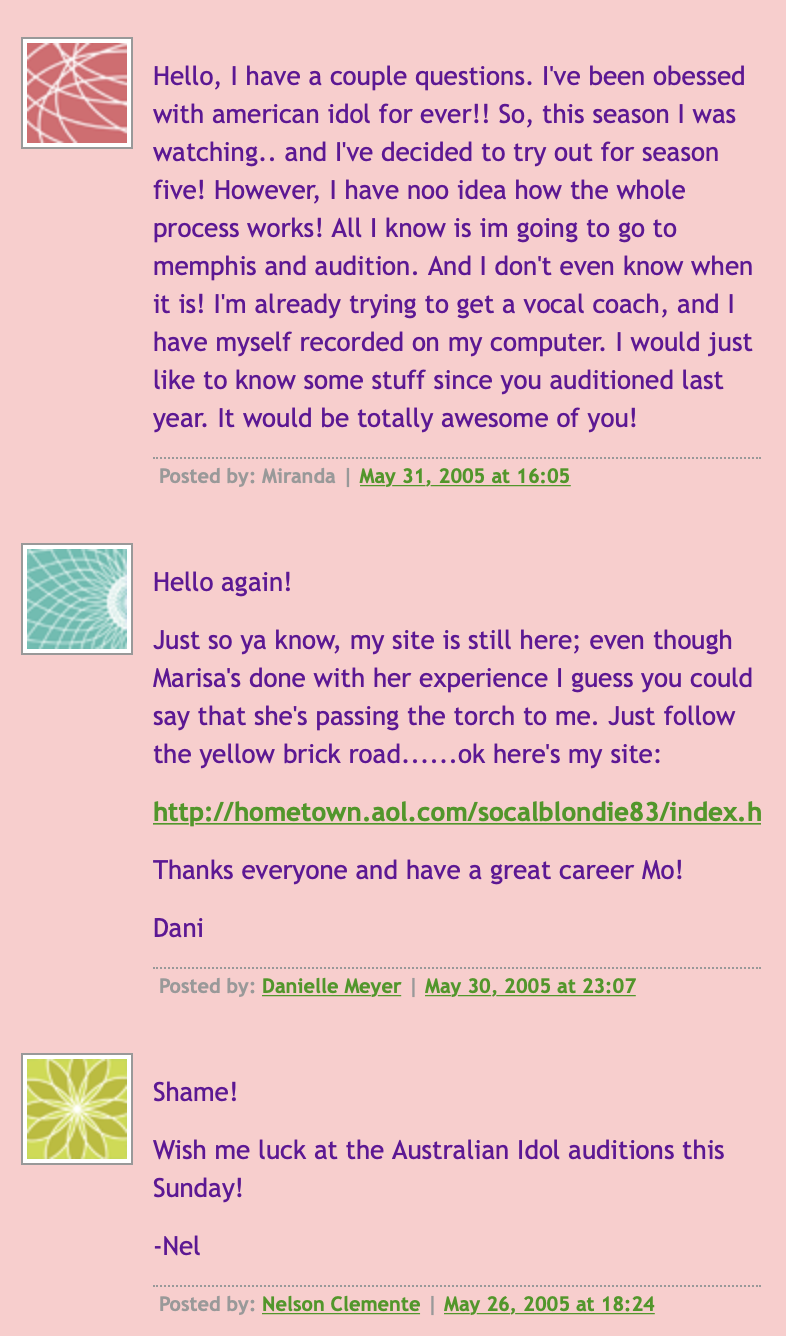 Hello, I have a couple questions. I've been obessed
with american idol for ever!! So, this season I was
watching.. and I've decided to try out for season
five! However, I have noo idea how the whole
process works! All I know is im going to go to
memphis and audition. And I don't even know when
it is! I'm already trying to get a vocal coach, and I
have myself recorded on my computer. I would just
like to know some stuff since you auditioned last
year. It would be totally awesome of you!
Posted by: Miranda | May 31, 2005 at 16:05
Hello again!
Just so ya know, my site is still here; even though
Marisa's done with her experience I guess you could
say that she's passing the torch to me. Just follow
the yellow brick road......ok here's my site:
http://hometown.aol.com/socalblondie83/index.h
Thanks everyone and have a great career Mo!
Dani
Posted by: Danielle Meyer | May 30, 2005 at 23:07
Shame!
Wish me luck at the Australian Idol auditions this
Sunday!
-Nel
Posted by: Nelson Clemente | May 26, 2005 at 18:24